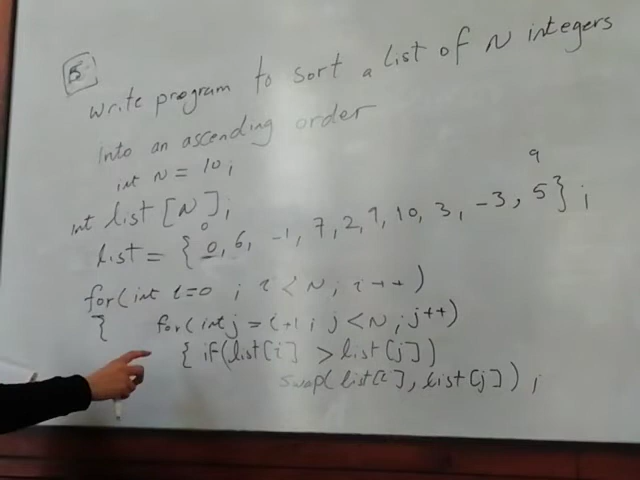 5
Write program to sort a list of N integers
into an ascending order
int N = 10;
int list [N];
0 9
list = { 0, 6, -1, 7, 2, 9, 10, 3, -3, 5 } ;
for(int i=0 ; i < N; i++)
{ for(int j = i+1 ; j < N; j++)
{ if(list[i] > list[j])
swap(list[i], list[j]) ;